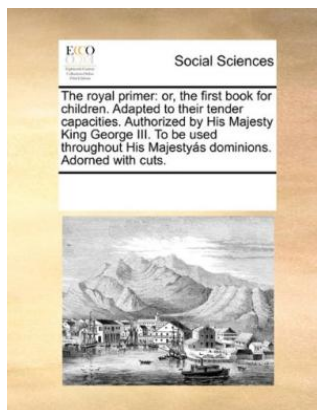 ECCO
Social Sciences
The royal primer: or, the first book for
children. Adapted to their tender
capacities. Authorized by His Majesty
King George III. To be used
throughout His Majestyás dominions.
Adorned with cuts.